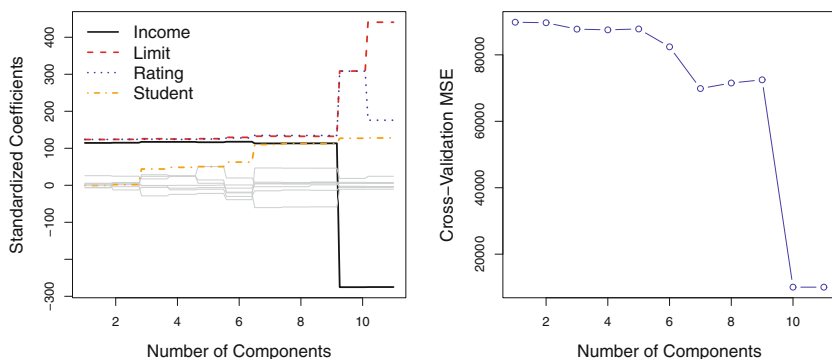 Income
Limit
Rating
Student
Standardized Coefficients
400
300
200
100
0
-100
-300
2 4 6 8 10
Number of Components
Cross-Validation MSE
80000
60000
40000
20000
2 4 6 8 10
Number of Components